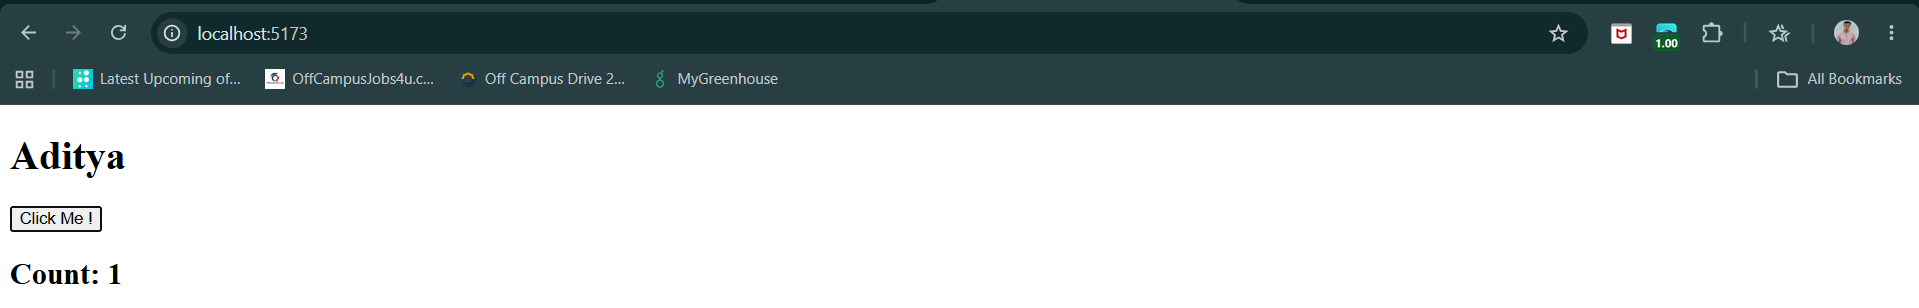 localhost:5173
1.00
Latest Upcoming of...
OffCampusJobs4u.c...
Off Campus Drive 2...
MyGreenhouse
All Bookmarks
Aditya
Click Me !
Count: 1